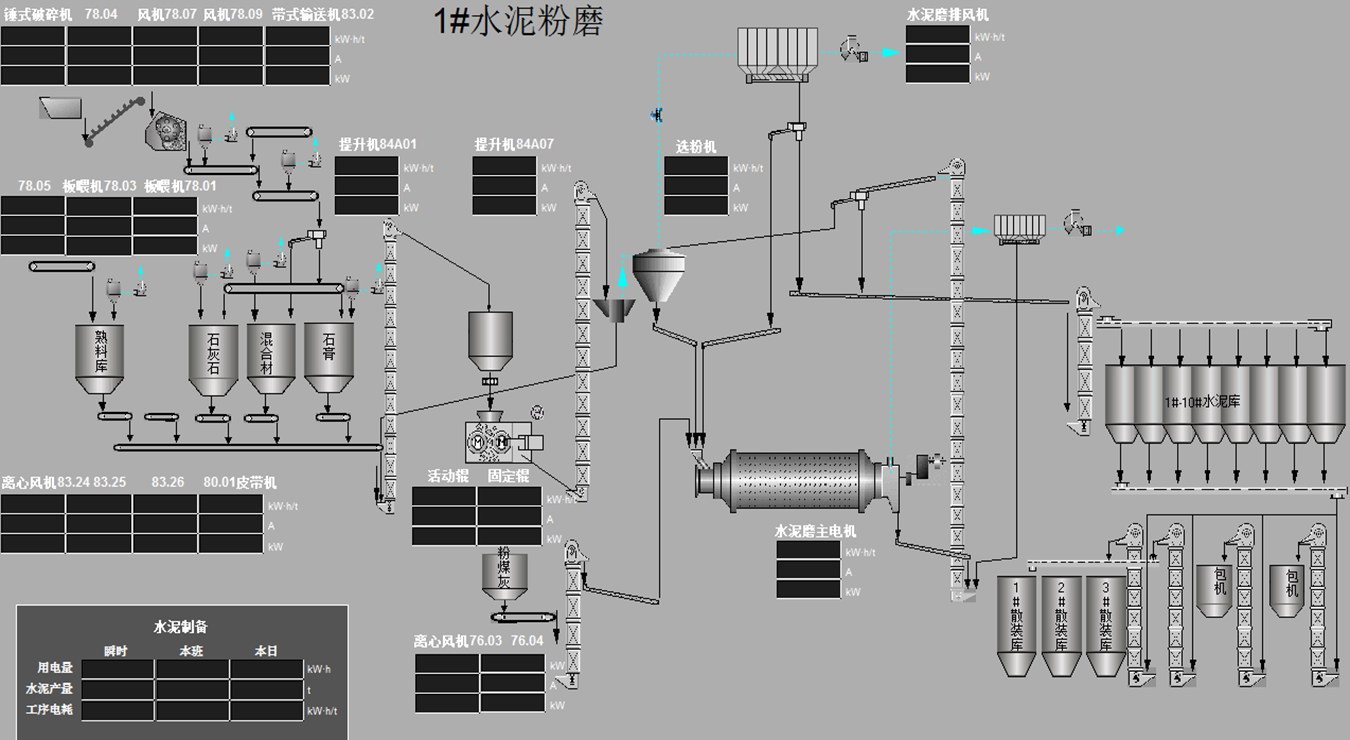 1#水泥粉磨
锤式破碎机 78.04 风机78.07 风机78.09 带式输送机83.02
kW·h/t
A
kW
水泥磨排风机
kW·h/t
A
kW
提升机84A01
kW·h/t
A
kW
提升机84A07
kW·h/t
A
kW
选粉机
kW·h/t
A
kW
78.05 板喂机78.03 板喂机78.01
kW·h/t
A
kW
熟料库
石灰石
混合材
石膏
1#-10#水泥库
M M
活动辊 固定辊
kW·h/t
A
kW
离心风机83.24 83.25 83.26 80.01皮带机
kW·h/t
A
kW
水泥磨主电机
kW·h/t
A
kW
粉煤灰
离心风机76.03 76.04
kW
A
kW
1#散装库
2#散装库
3#散装库
包机
包机
水泥制备
瞬时 本班 本日
用电量 kW·h
水泥产量 t
工序电耗 kW·h/t